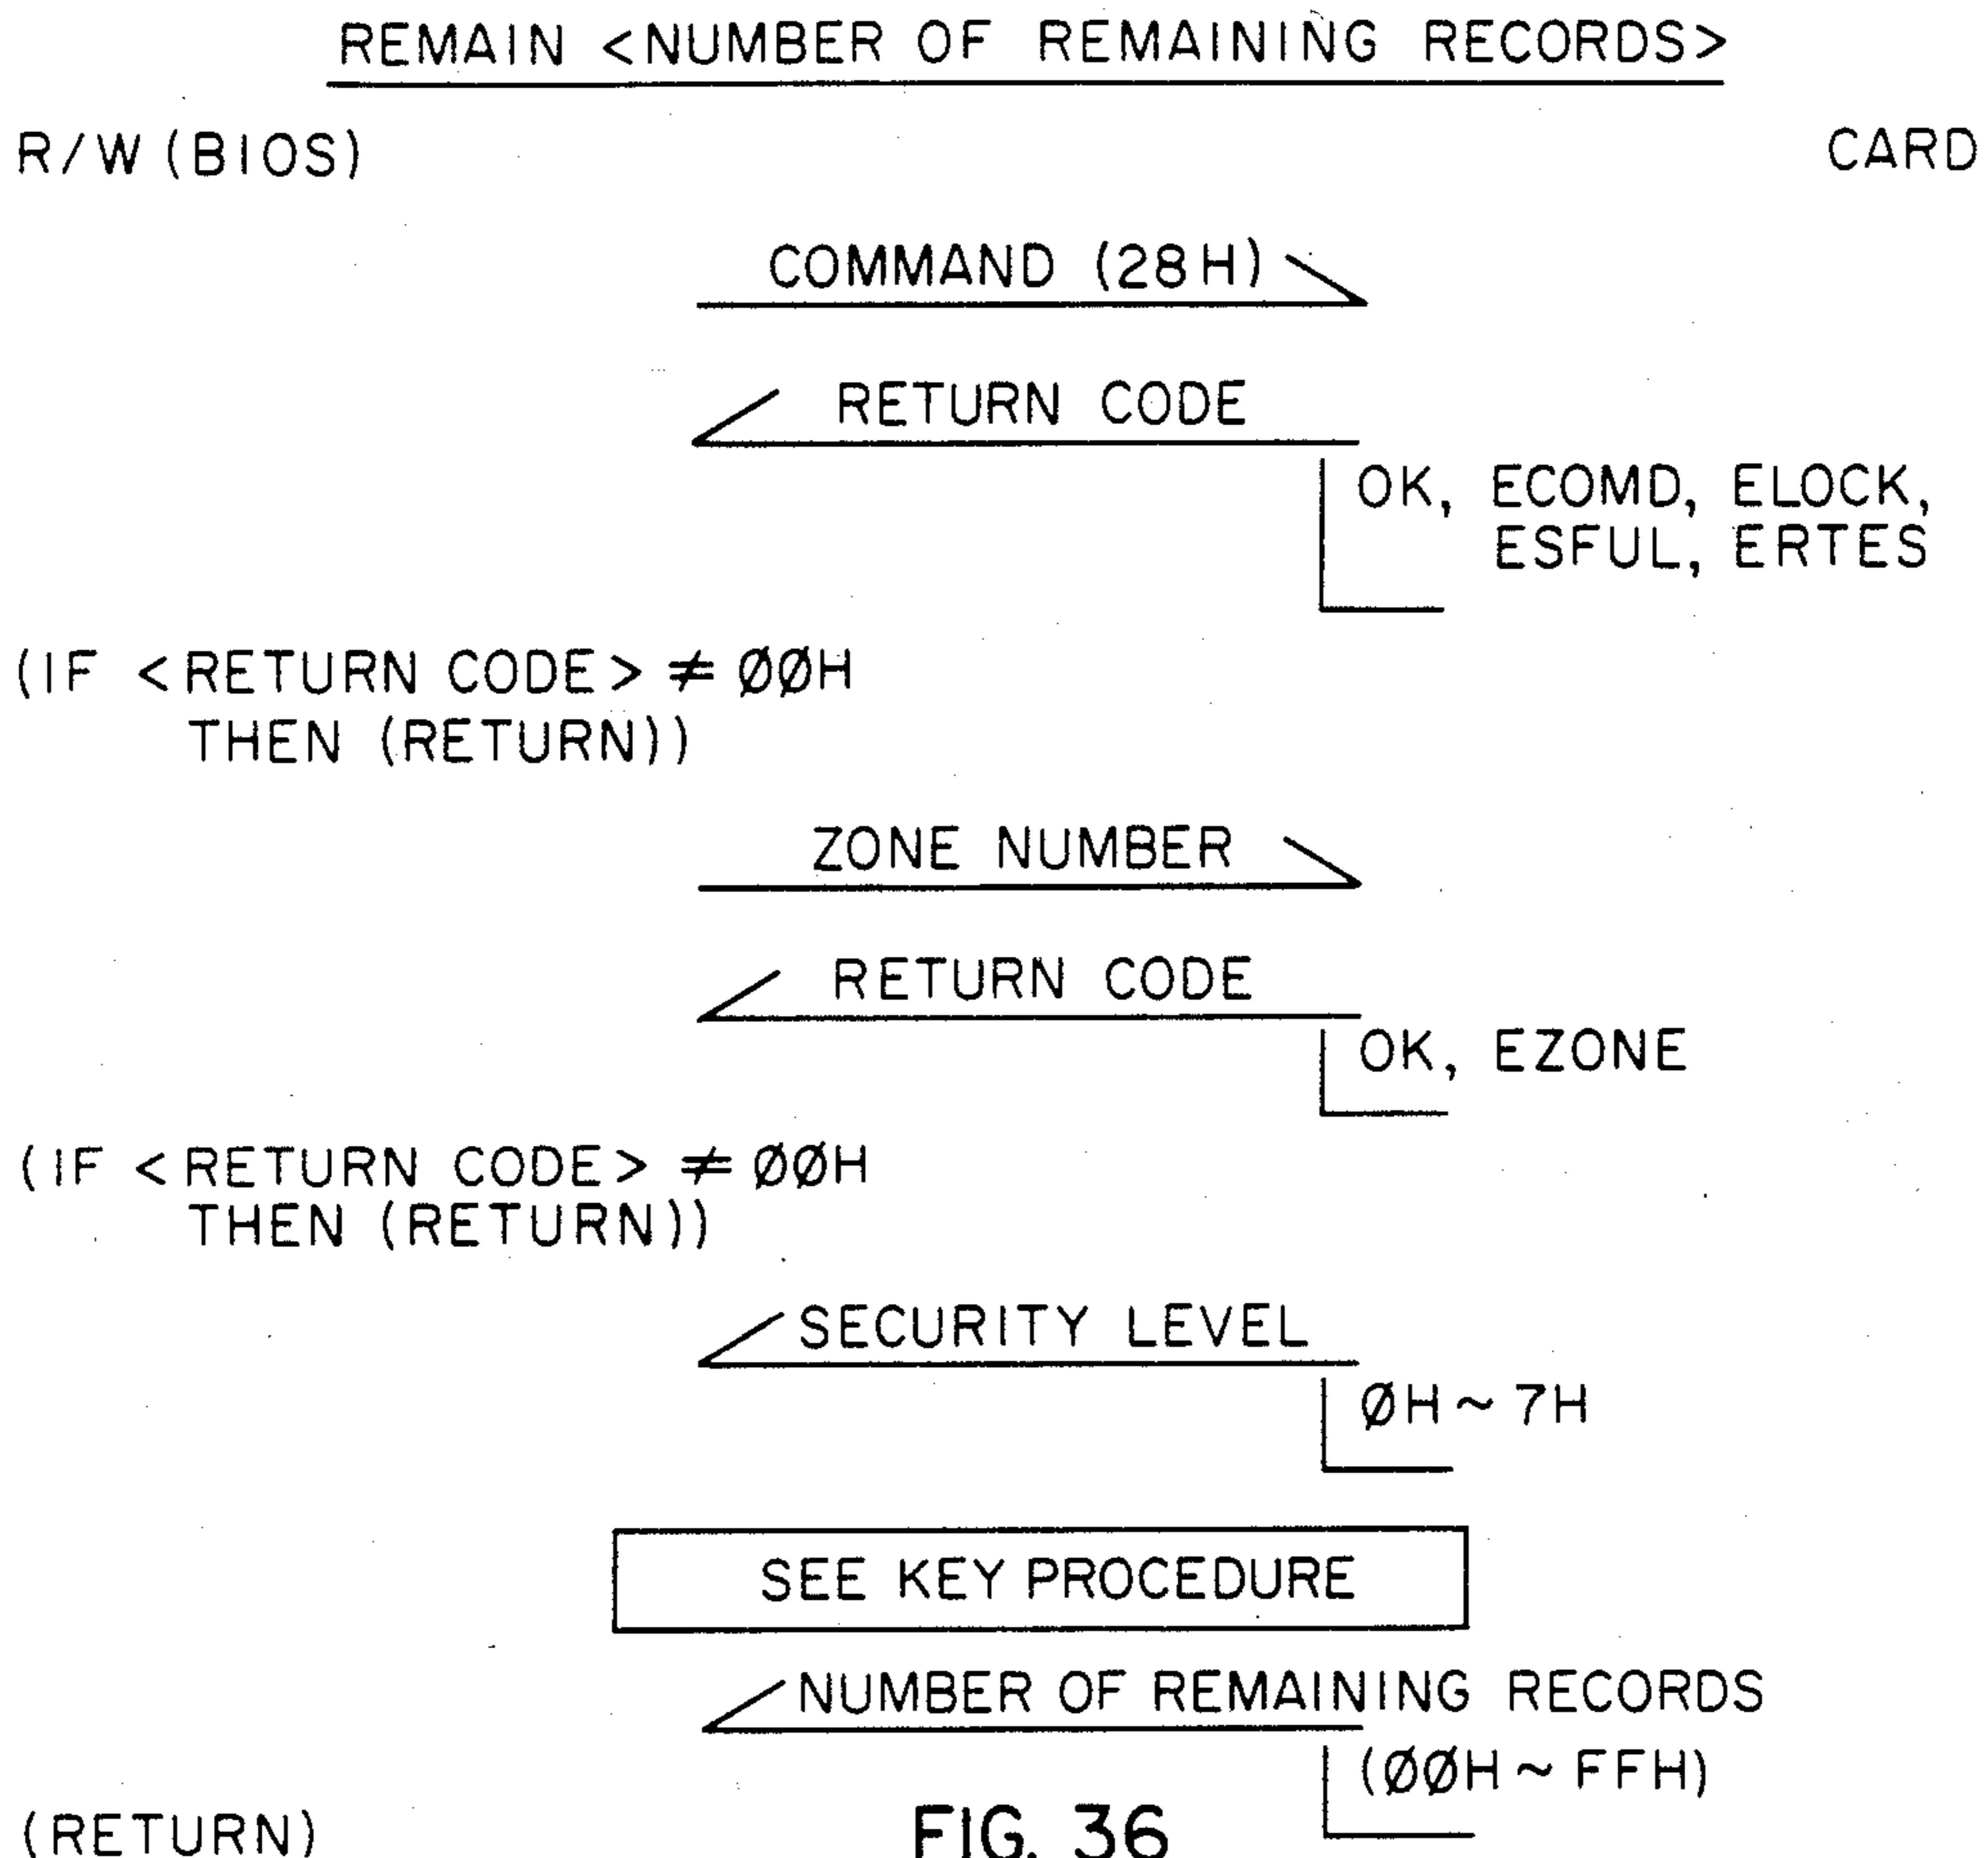 REMAIN <NUMBER OF REMAINING RECORDS>
R/W (BIOS)
CARD
COMMAND (28H)
RETURN CODE
OK, ECOMD, ELOCK,
ESFUL, ERTES
(IF <RETURN CODE> ≠ ØØH
THEN (RETURN))
ZONE NUMBER
RETURN CODE
OK, EZONE
(IF <RETURN CODE> ≠ ØØH
THEN (RETURN))
SECURITY LEVEL
ØH ~ 7H
SEE KEY PROCEDURE
NUMBER OF REMAINING RECORDS
(ØØH ~ FFH)
(RETURN)
FIG. 36